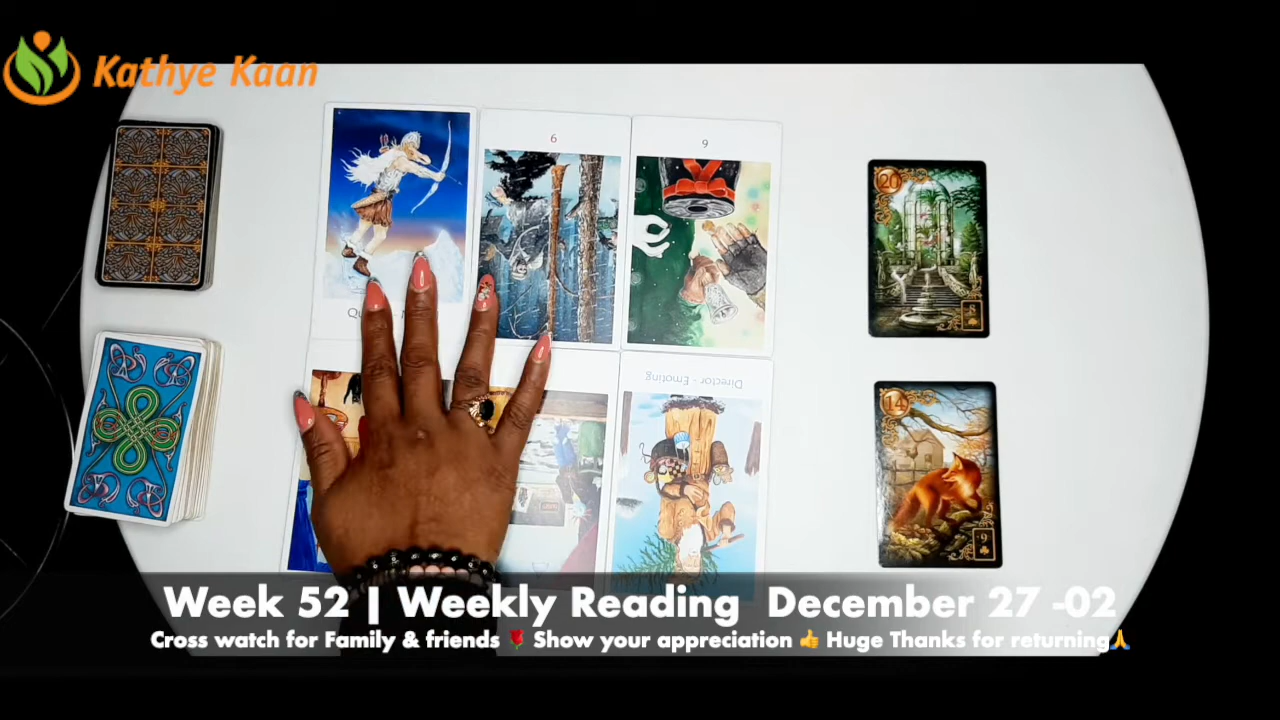 Kathye Kaan
6
9
20
8
Director - Emoting
14
9
Week 52 | Weekly Reading December 27 -02
Cross watch for Family & friends 🌹 Show your appreciation 👍 Huge Thanks for returning🙏